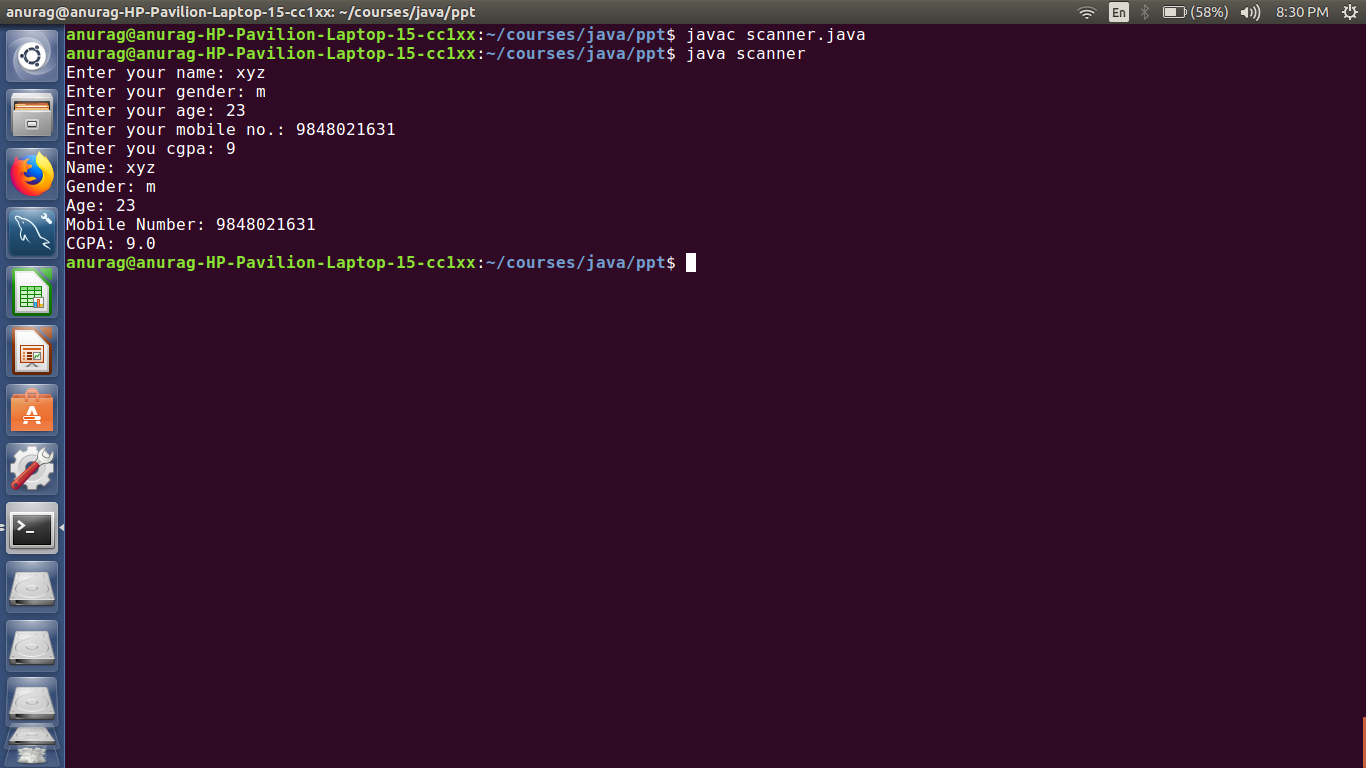 anurag@anurag-HP-Pavilion-Laptop-15-cc1xx: ~/courses/java/ppt
En
(58%)
8:30 PM
anurag@anurag-HP-Pavilion-Laptop-15-cc1xx:~/courses/java/ppt$ javac scanner.java
anurag@anurag-HP-Pavilion-Laptop-15-cc1xx:~/courses/java/ppt$ java scanner
Enter your name: xyz
Enter your gender: m
Enter your age: 23
Enter your mobile no.: 9848021631
Enter you cgpa: 9
Name: xyz
Gender: m
Age: 23
Mobile Number: 9848021631
CGPA: 9.0
anurag@anurag-HP-Pavilion-Laptop-15-cc1xx:~/courses/java/ppt$